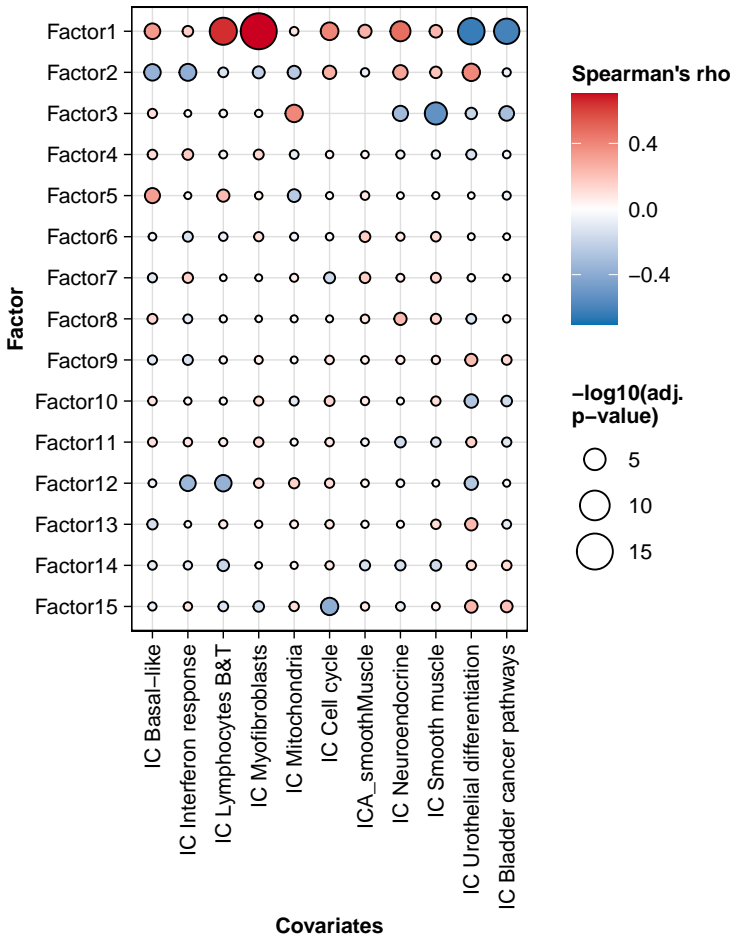 Factor1
Factor2
Factor3
Factor4
Factor5
Factor6
Factor7
Factor8
Factor9
Factor10
Factor11
Factor12
Factor13
Factor14
Factor15
Factor
IC Basal−like
IC Interferon response
IC Lymphocytes B&T
IC Myofibroblasts
IC Mitochondria
IC Cell cycle
ICA_smoothMuscle
IC Neuroendocrine
IC Smooth muscle
IC Urothelial differentiation
IC Bladder cancer pathways
Covariates
Spearman's rho
0.4
0.0
−0.4
−log10(adj.
p−value)
5
10
15